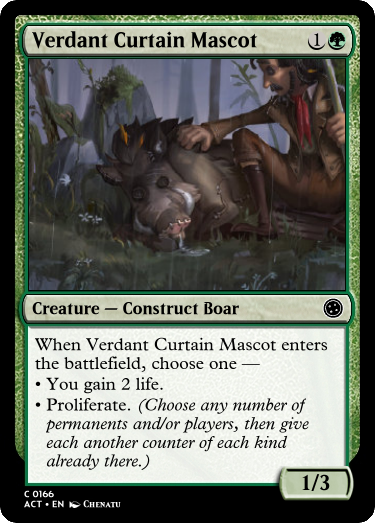 Verdant Curtain Mascot 1
Creature — Construct Boar
When Verdant Curtain Mascot enters
the battlefield, choose one —
• You gain 2 life.
• Proliferate. (Choose any number of
permanents and/or players, then give
each another counter of each kind
already there.)
1/3
C 0166
ACT • EN Chenatu